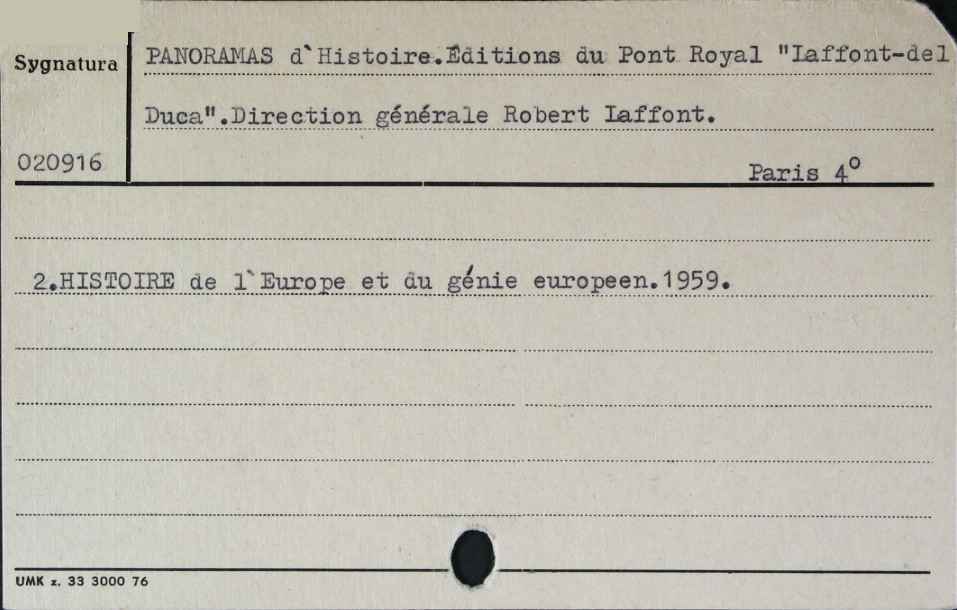 Sygnatura
PANORAMAS d`Histoire.Éditions du Pont Royal "Laffont-del
Duca".Direction générale Robert Laffont.
020916
Paris 4º
2.HISTOIRE de l`Europe et du génie europeen.1959.
UMK z. 33 3000 76